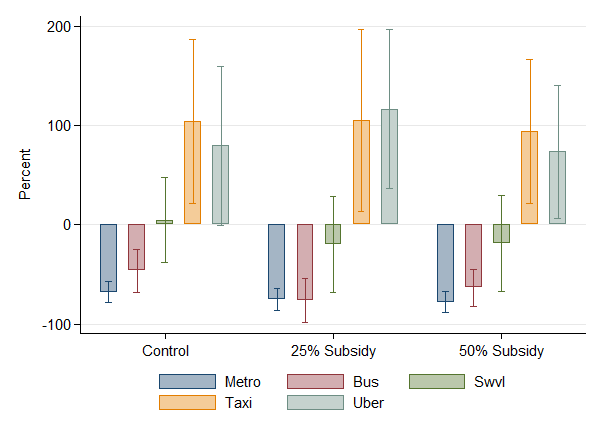 200
100
0
-100
Percent
Control 25% Subsidy 50% Subsidy
Metro Bus Swvl
Taxi Uber